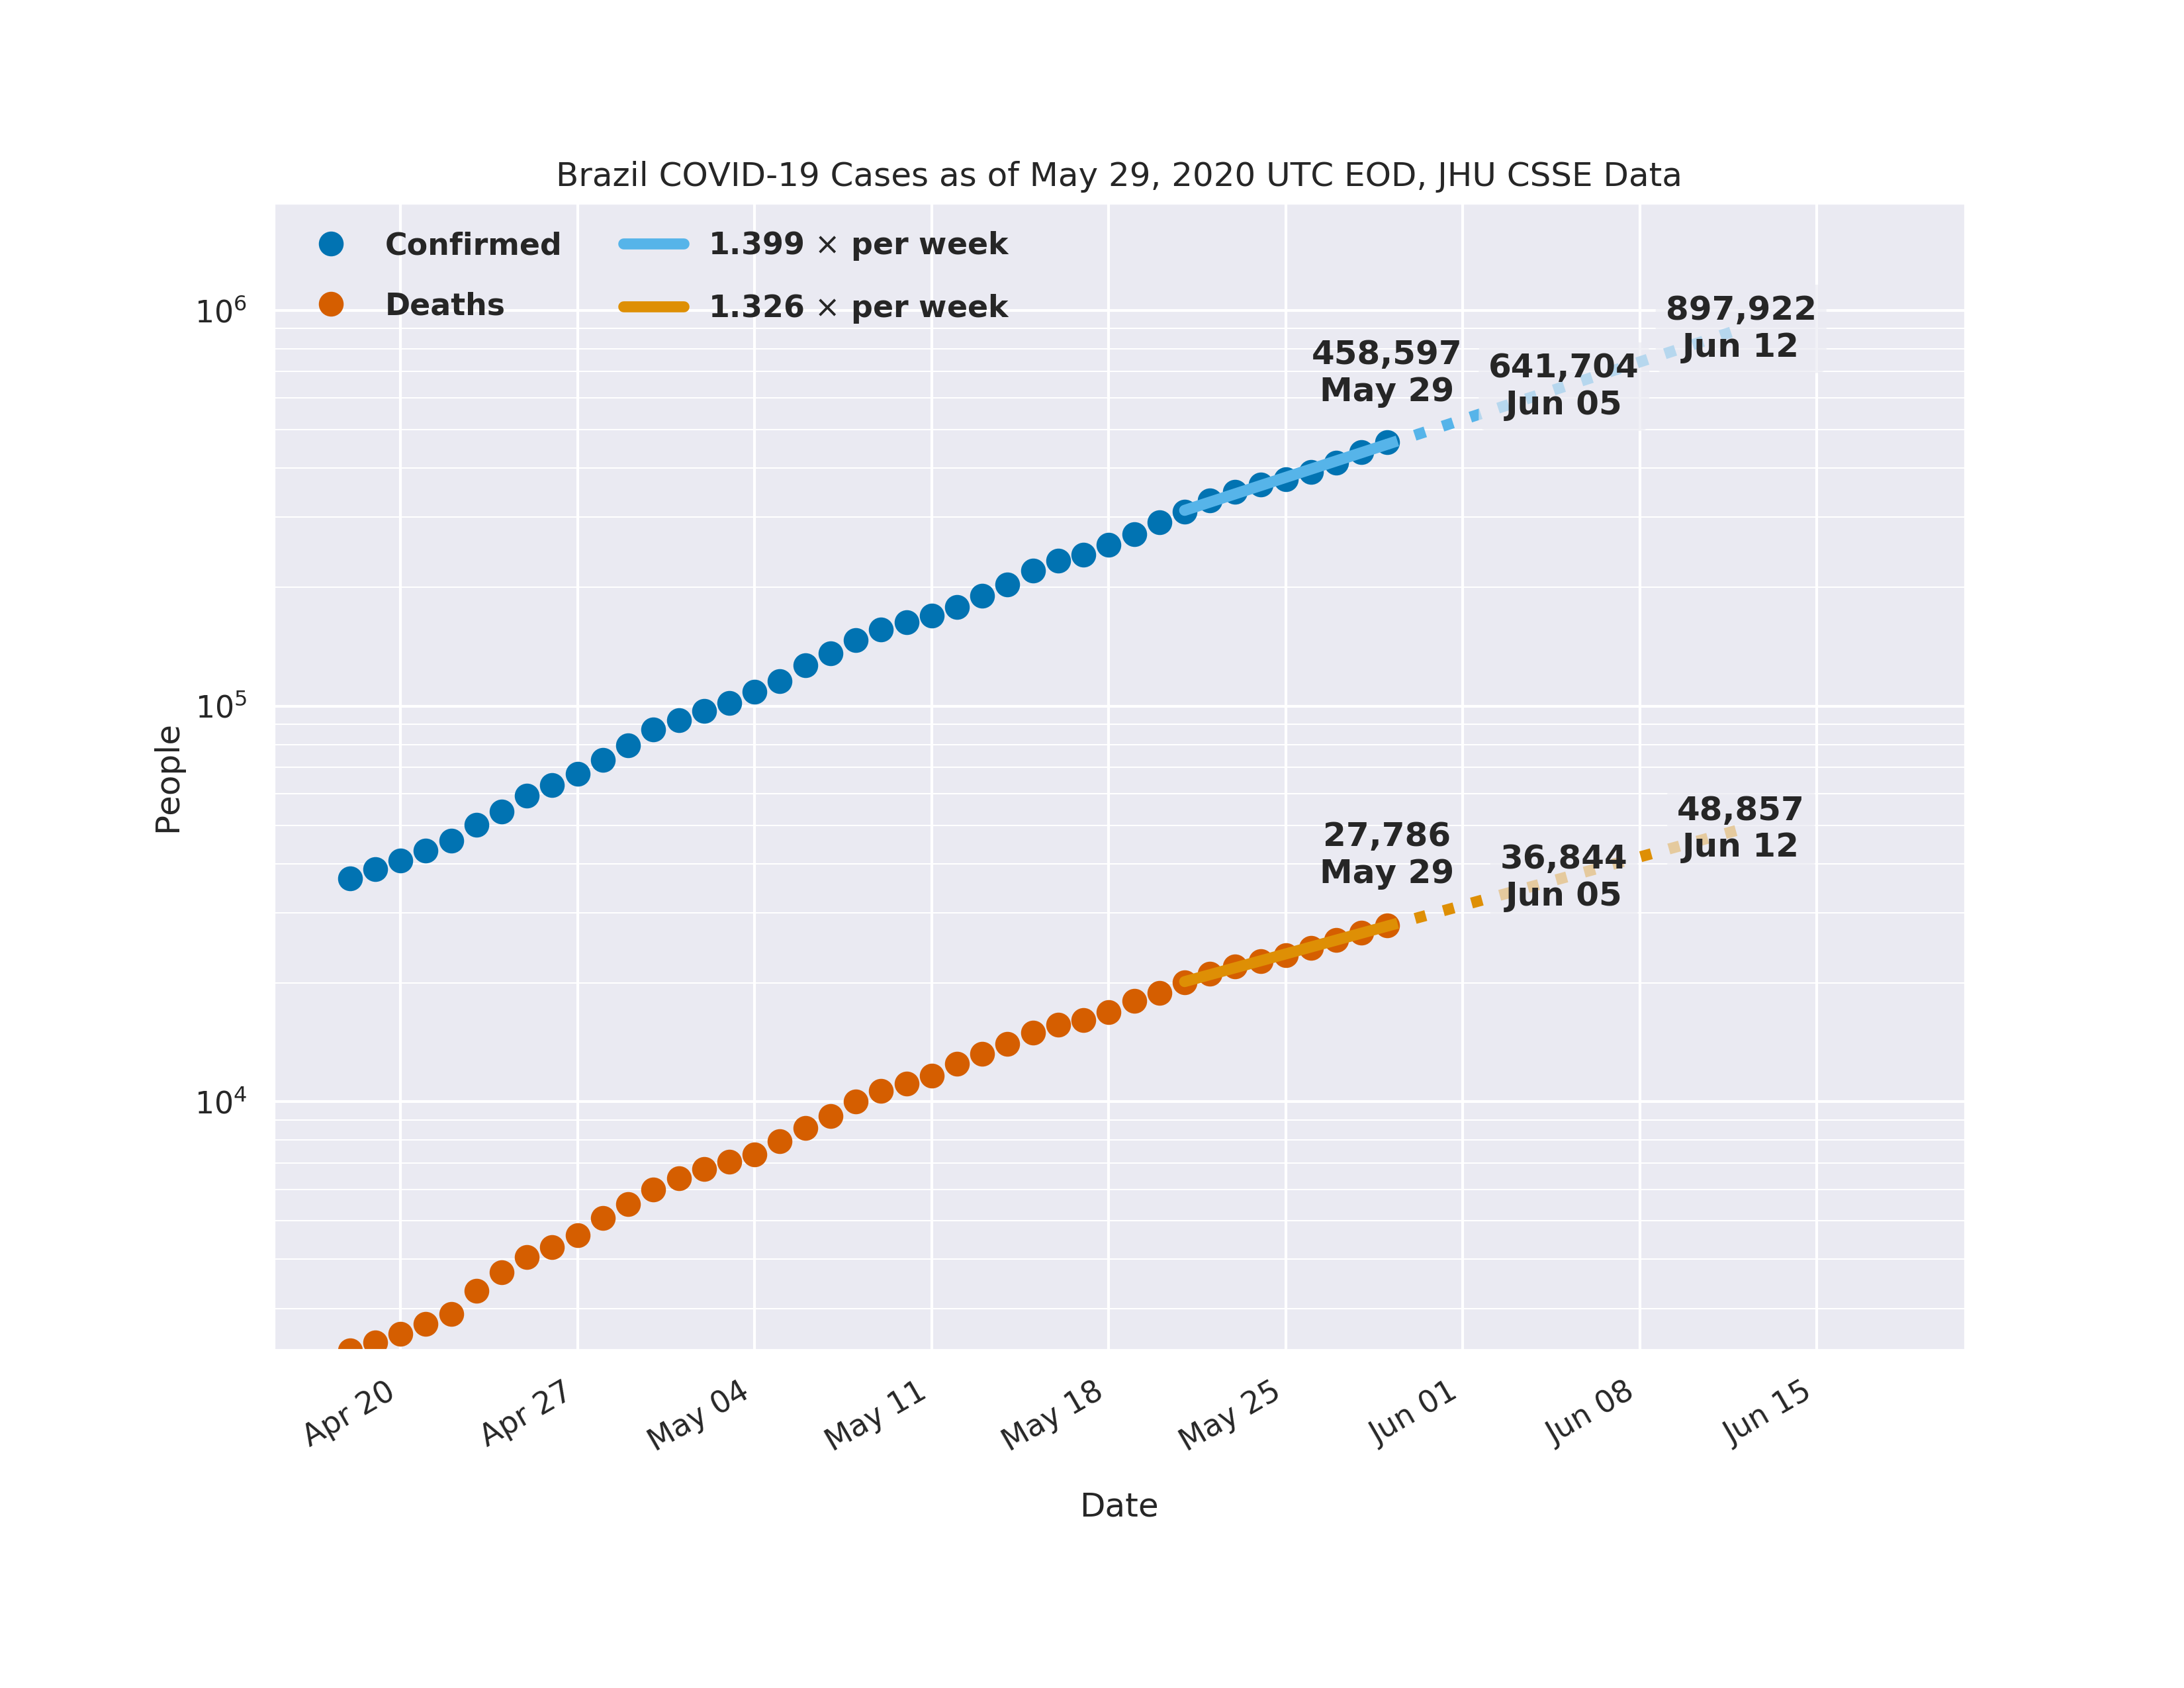 Brazil COVID-19 Cases as of May 29, 2020 UTC EOD, JHU CSSE Data
Confirmed
Deaths
1.399 × per week
1.326 × per week
10⁶
10⁵
10⁴
People
897,922
Jun 12
458,597
May 29
641,704
Jun 05
48,857
Jun 12
27,786
May 29
36,844
Jun 05
Apr 20
Apr 27
May 04
May 11
May 18
May 25
Jun 01
Jun 08
Jun 15
Date